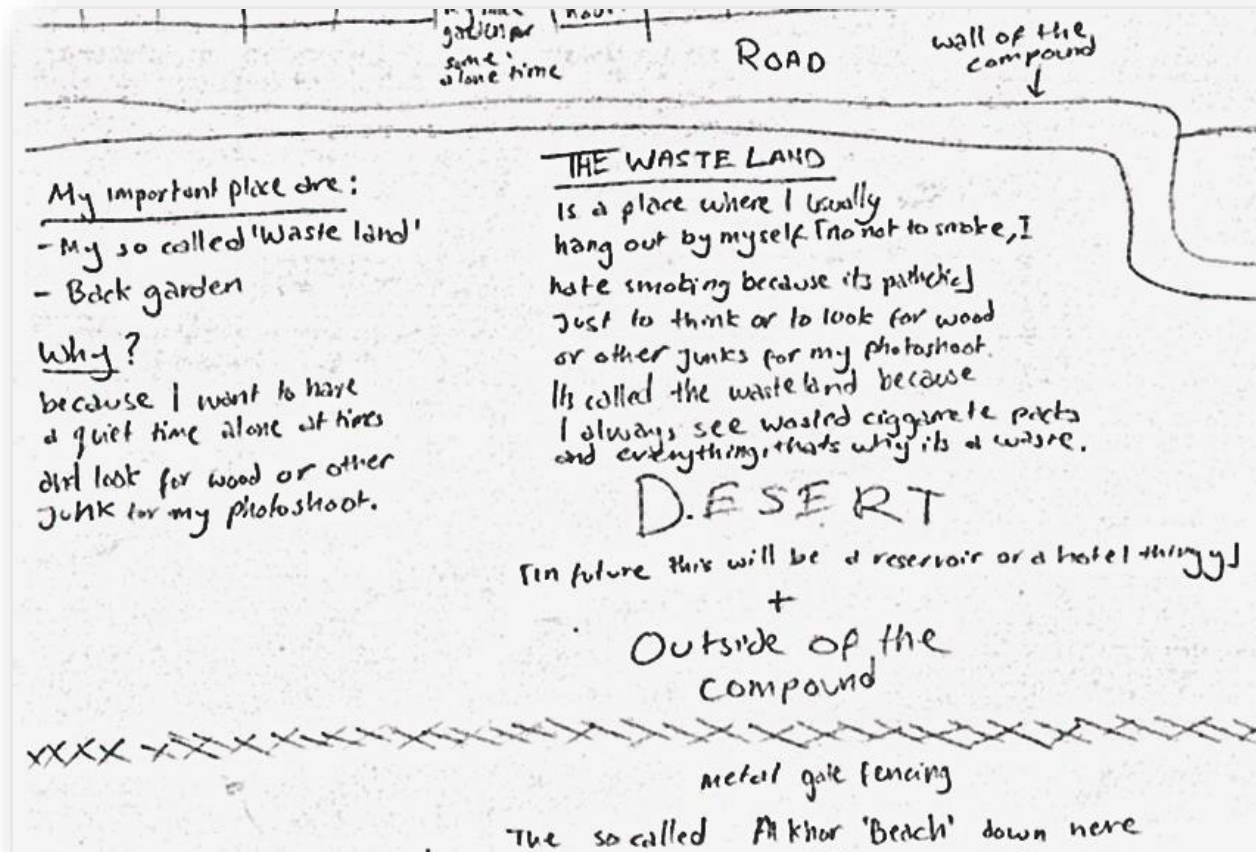 garden for
some
alone time
ROAD
wall of the
compound
My important place are:
- My so called 'Waste land'
- Back garden
Why?
because I want to have
a quiet time alone at times
and look for wood or other
junk for my photoshoot.
THE WASTE LAND
Is a place where I usually
hang out by myself [no not to smoke, I
hate smoking because its pathetic]
Just to think or to look for wood
or other junks for my photoshoot.
Its called the wasteland because
I always see wasted ciggarete packs
and everything, thats why its a waste.
D.ESERT
[in future this will be a reservoir or a hotel thingy]
+
Outside of the
compound
metal gate fencing
The so called Al khor 'Beach' down here